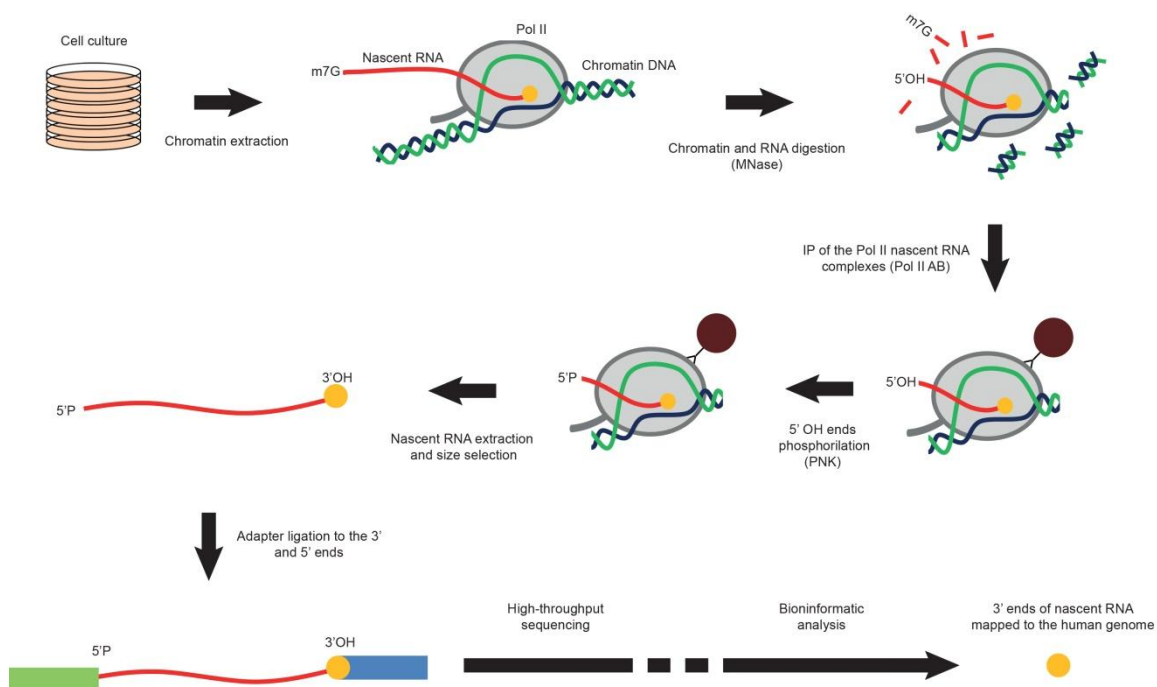 Cell culture
Chromatin extraction
Pol II
Nascent RNA
m7G
Chromatin DNA
Chromatin and RNA digestion
(MNase)
m7G
5'OH
IP of the Pol II nascent RNA
complexes (Pol II AB)
5'OH
5' OH ends
phosphorilation
(PNK)
5'P
Nascent RNA extraction
and size selection
3'OH
5'P
Adapter ligation to the 3'
and 5' ends
5'P
3'OH
High-throughput
sequencing
Bioinformatic
analysis
3' ends of nascent RNA
mapped to the human genome